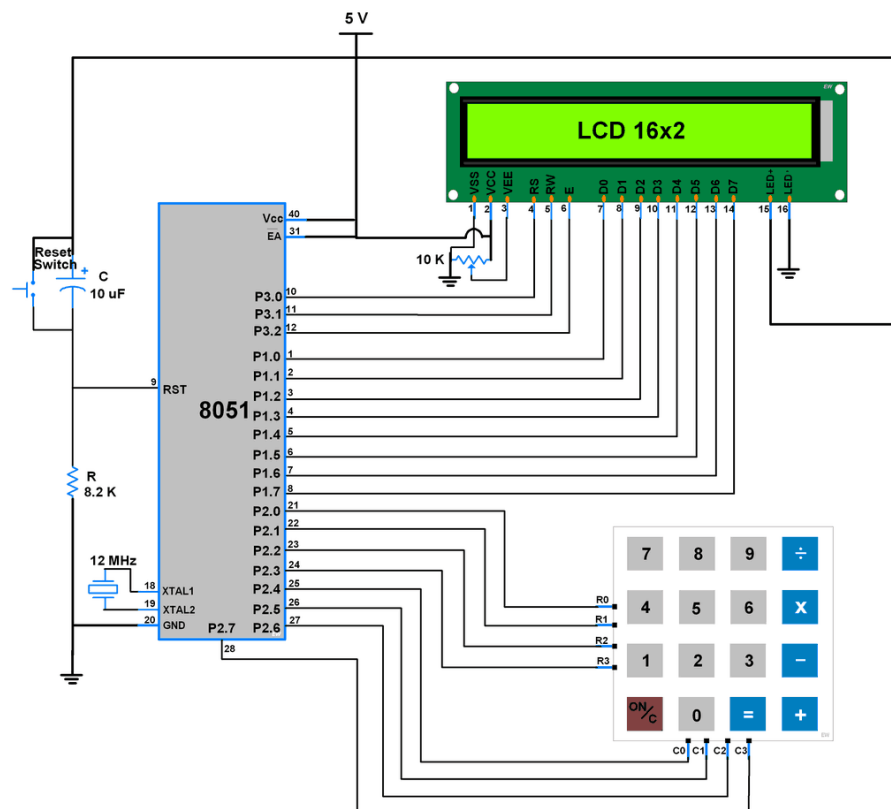 5 V
EW
LCD 16x2
VSS VCC VEE RS RW E D0 D1 D2 D3 D4 D5 D6 D7 LED+ LED-
1 2 3 4 5 6 7 8 9 10 11 12 13 14 15 16
Reset
Switch
C
10 uF
+
10 K
Vcc 40
EA 31
P3.0 10
P3.1 11
P3.2 12
P1.0 1
P1.1 2
P1.2 3
P1.3 4
P1.4 5
P1.5 6
P1.6 7
P1.7 8
P2.0 21
P2.1 22
P2.2 23
P2.3 24
P2.4 25
P2.5 26
P2.6 27
9 RST
8051
R
8.2 K
12 MHz
18 XTAL1
19 XTAL2
20 GND
P2.7
28
7 8 9 ÷
4 5 6 X
1 2 3 −
ON/C 0 = +
R0
R1
R2
R3
C0 C1 C2 C3
EW